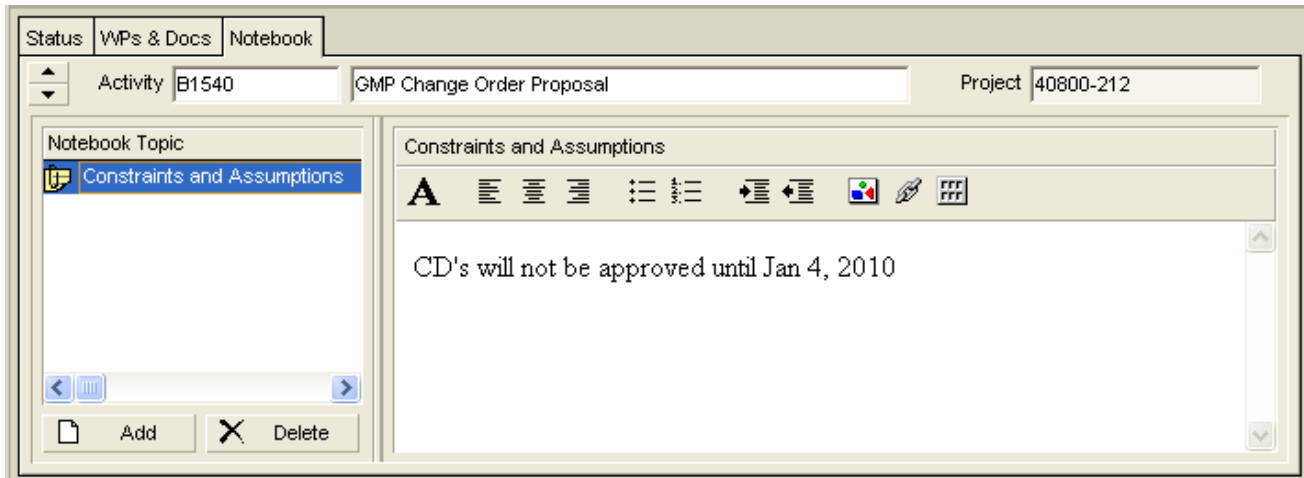 Status WPs & Docs Notebook
Activity B1540 GMP Change Order Proposal Project 40800-212
Notebook Topic
Constraints and Assumptions
Add Delete
Constraints and Assumptions
A
CD's will not be approved until Jan 4, 2010